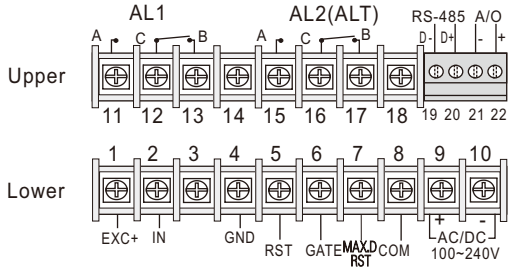 AL1 AL2(ALT) RS-485 A/O
A C B A C B D- D+ - +
Upper
11 12 13 14 15 16 17 18 19 20 21 22
1 2 3 4 5 6 7 8 9 10
Lower
+ -
EXC+ IN GND RST GATE MAX.D RST COM AC/DC 100~240V